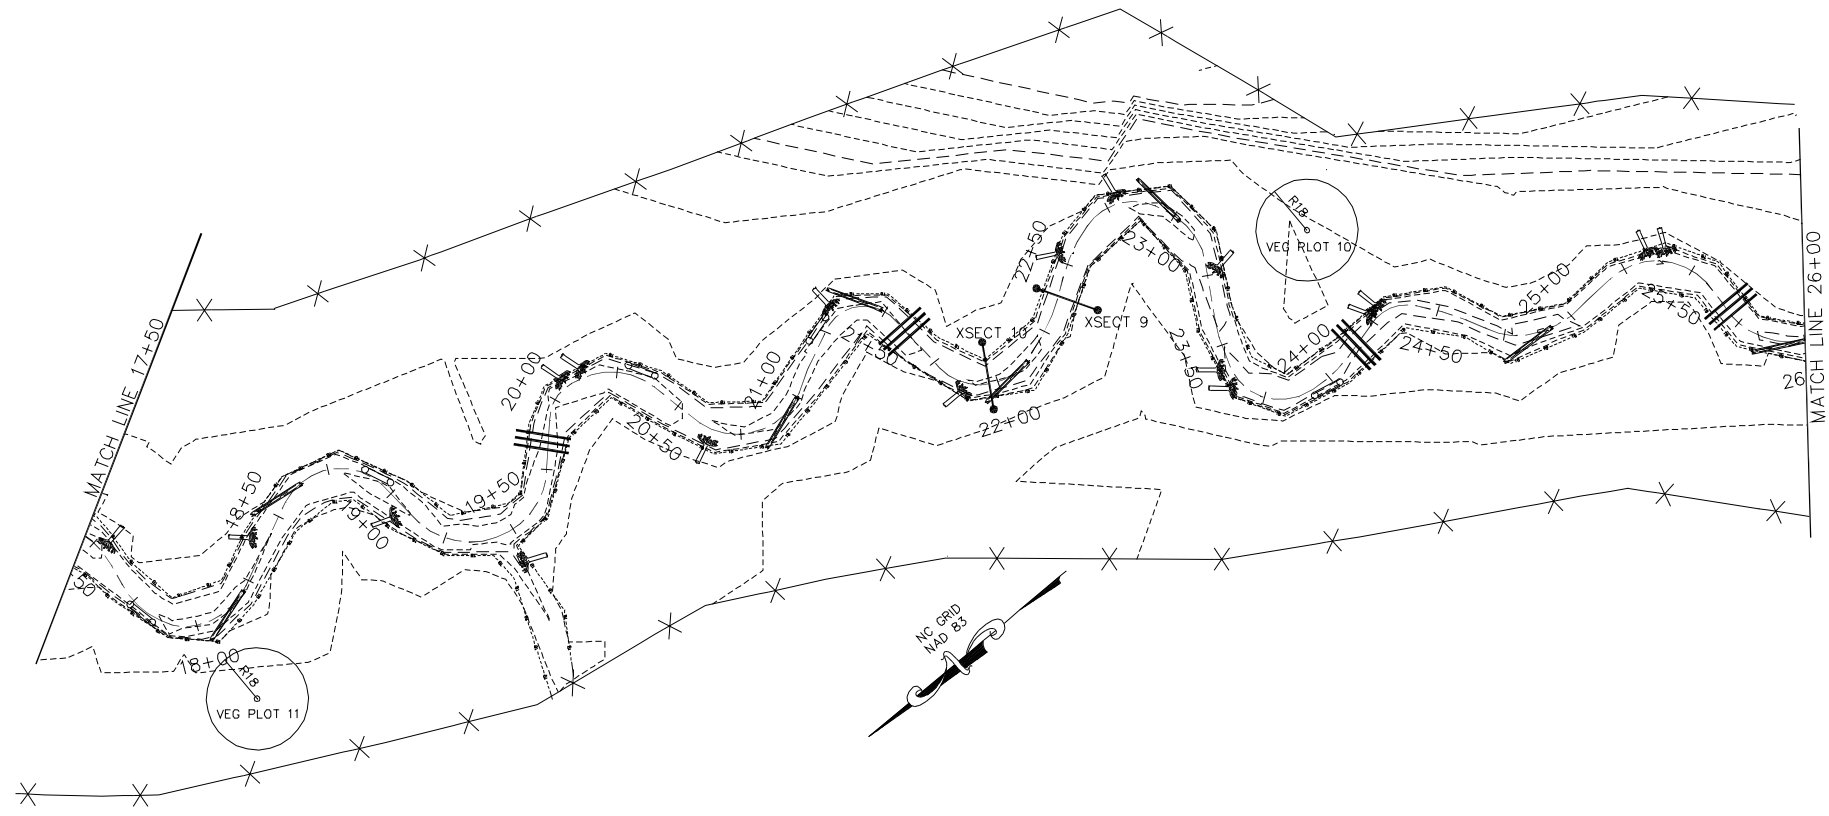 MATCH LINE 17+50
50
18+00
18+50
19+00
19+50
20+00
20+50
21+00
21+50
22+00
22+50
23+00
23+50
24+00
24+50
25+00
25+50
26
MATCH LINE 26+00
XSECT 10
XSECT 9
R18
VEG PLOT 10
R18
VEG PLOT 11
NC GRID
NAD 83